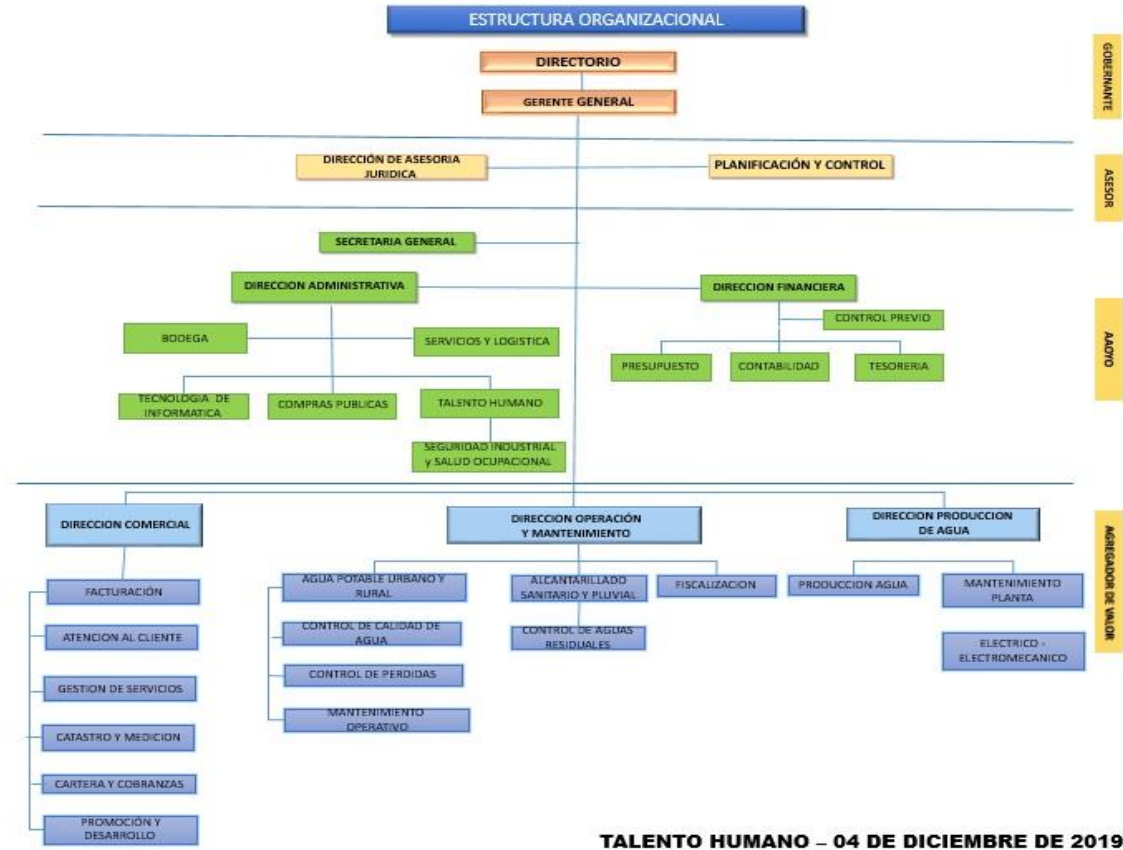 ESTRUCTURA ORGANIZACIONAL
DIRECTORIO
GERENTE GENERAL
GOBERNANTE
DIRECCIÓN DE ASESORIA
JURIDICA
PLANIFICACIÓN Y CONTROL
ASESOR
SECRETARIA GENERAL
DIRECCION ADMINISTRATIVA
DIRECCION FINANCIERA
CONTROL PREVIO
BODEGA
SERVICIOS Y LOGISTICA
PRESUPUESTO
CONTABILIDAD
TESORERIA
AAOYO
TECNOLOGIA DE
INFORMATICA
COMPRAS PUBLICAS
TALENTO HUMANO
SEGURIDAD INDUSTRIAL
y SALUD OCUPACIONAL
DIRECCION COMERCIAL
DIRECCION OPERACIÓN
Y MANTENIMIENTO
DIRECCION PRODUCCION
DE AGUA
AGREGADOR DE VALOR
FACTURACIÓN
ATENCION AL CLIENTE
GESTION DE SERVICIOS
CATASTRO Y MEDICION
CARTERA Y COBRANZAS
PROMOCIÓN Y
DESARROLLO
AGUA POTABLE URBANO Y
RURAL
CONTROL DE CALIDAD DE
AGUA
CONTROL DE PERDIDAS
MANTENIMIENTO
OPERATIVO
ALCANTARILLADO
SANITARIO Y PLUVIAL
CONTROL DE AGUAS
RESIDUALES
FISCALIZACION
PRODUCCION AGUA
MANTENIMIENTO
PLANTA
ELECTRICO -
ELECTROMECANICO
TALENTO HUMANO – 04 DE DICIEMBRE DE 2019